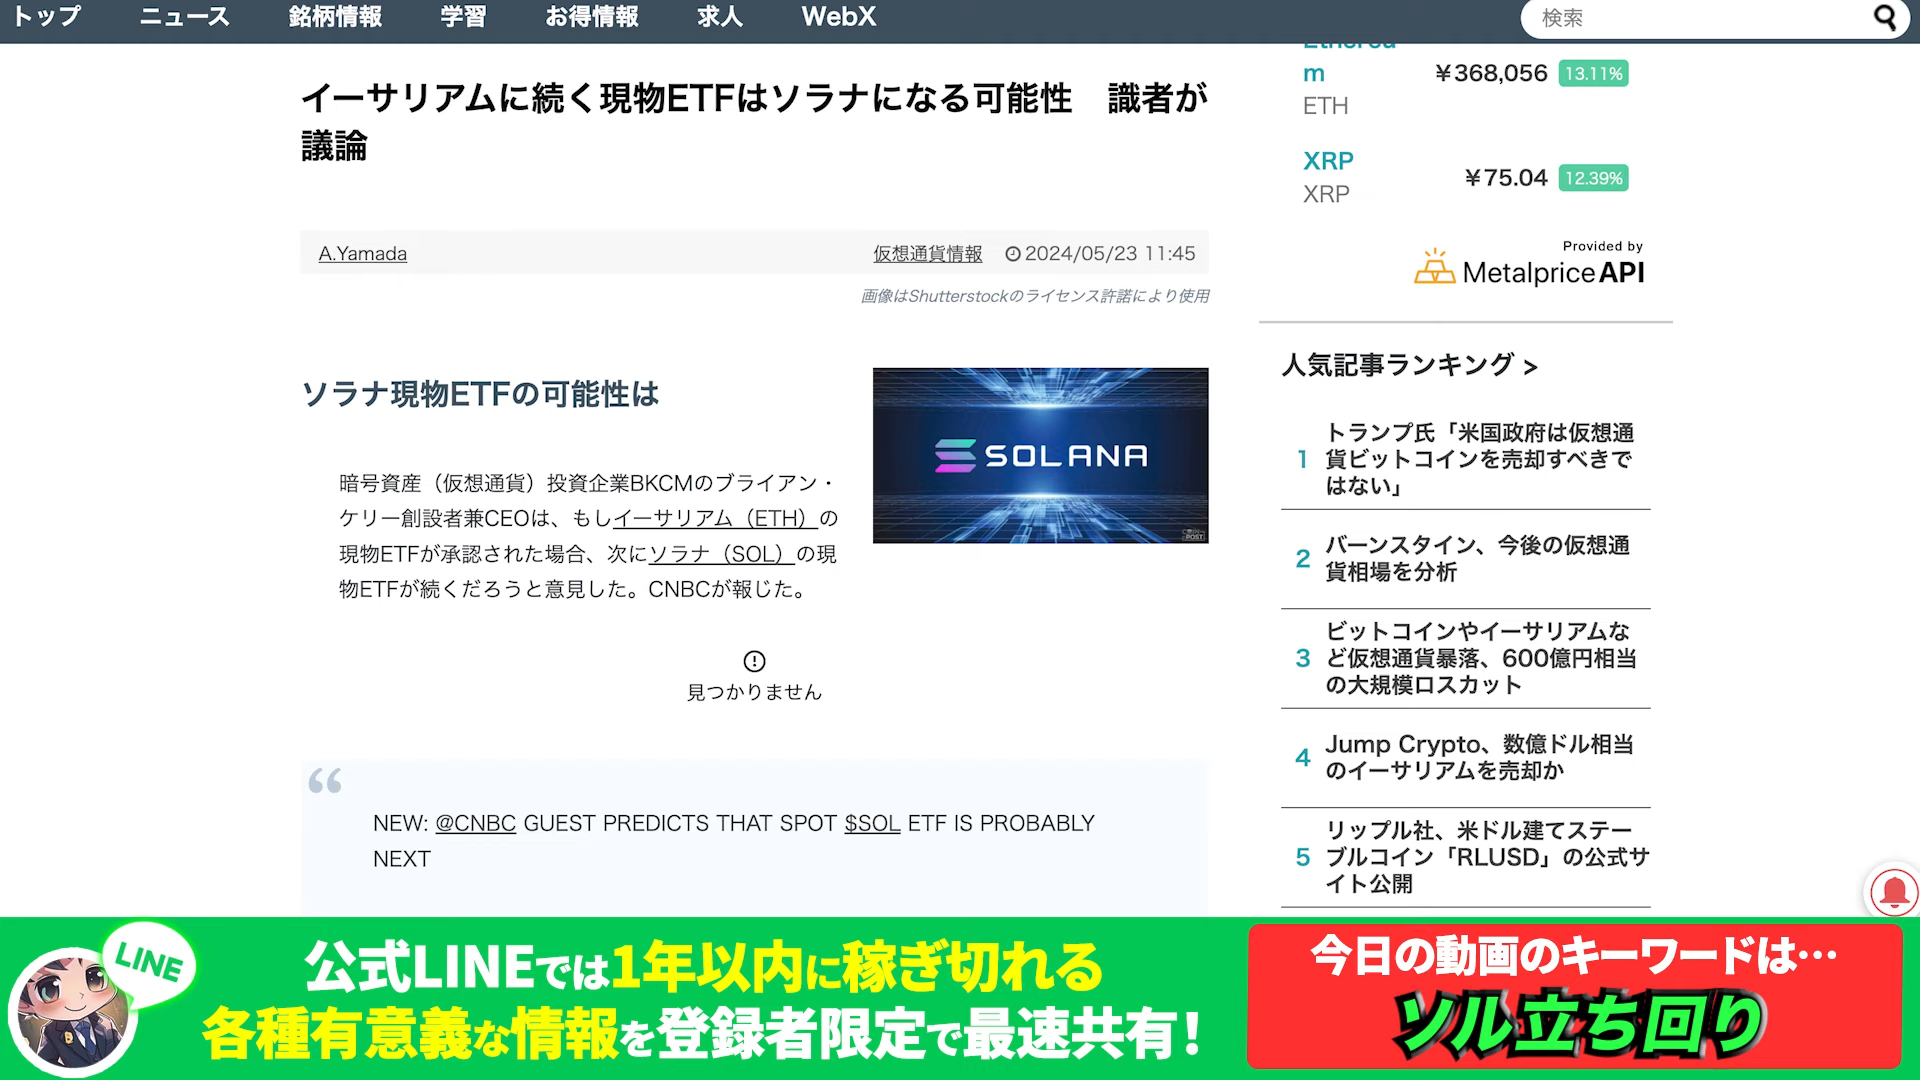 トップ ニュース 銘柄情報 学習 お得情報 求人 WebX 検索
イーサリアムに続く現物ETFはソラナになる可能性　識者が
議論
A.Yamada 仮想通貨情報 2024/05/23 11:45
画像はShutterstockのライセンス許諾により使用
ソラナ現物ETFの可能性は
暗号資産（仮想通貨）投資企業BKCMのブライアン・
ケリー創設者兼CEOは、もしイーサリアム（ETH）の
現物ETFが承認された場合、次にソラナ（SOL）の現
物ETFが続くだろうと意見した。CNBCが報じた。
SOLANA
COIN POST
見つかりません
NEW: @CNBC GUEST PREDICTS THAT SPOT $SOL ETF IS PROBABLY
NEXT
Ethereu
m ¥368,056 13.11%
ETH
XRP ¥75.04 12.39%
XRP
Provided by
MetalpriceAPI
人気記事ランキング >
1 トランプ氏「米国政府は仮想通
貨ビットコインを売却すべきで
はない」
2 バーンスタイン、今後の仮想通
貨相場を分析
3 ビットコインやイーサリアムな
ど仮想通貨暴落、600億円相当
の大規模ロスカット
4 Jump Crypto、数億ドル相当
のイーサリアムを売却か
5 リップル社、米ドル建てステー
ブルコイン「RLUSD」の公式サ
イト公開
LINE
公式LINEでは1年以内に稼ぎ切れる
各種有意義な情報を登録者限定で最速共有！
今日の動画のキーワードは…
ソル立ち回り